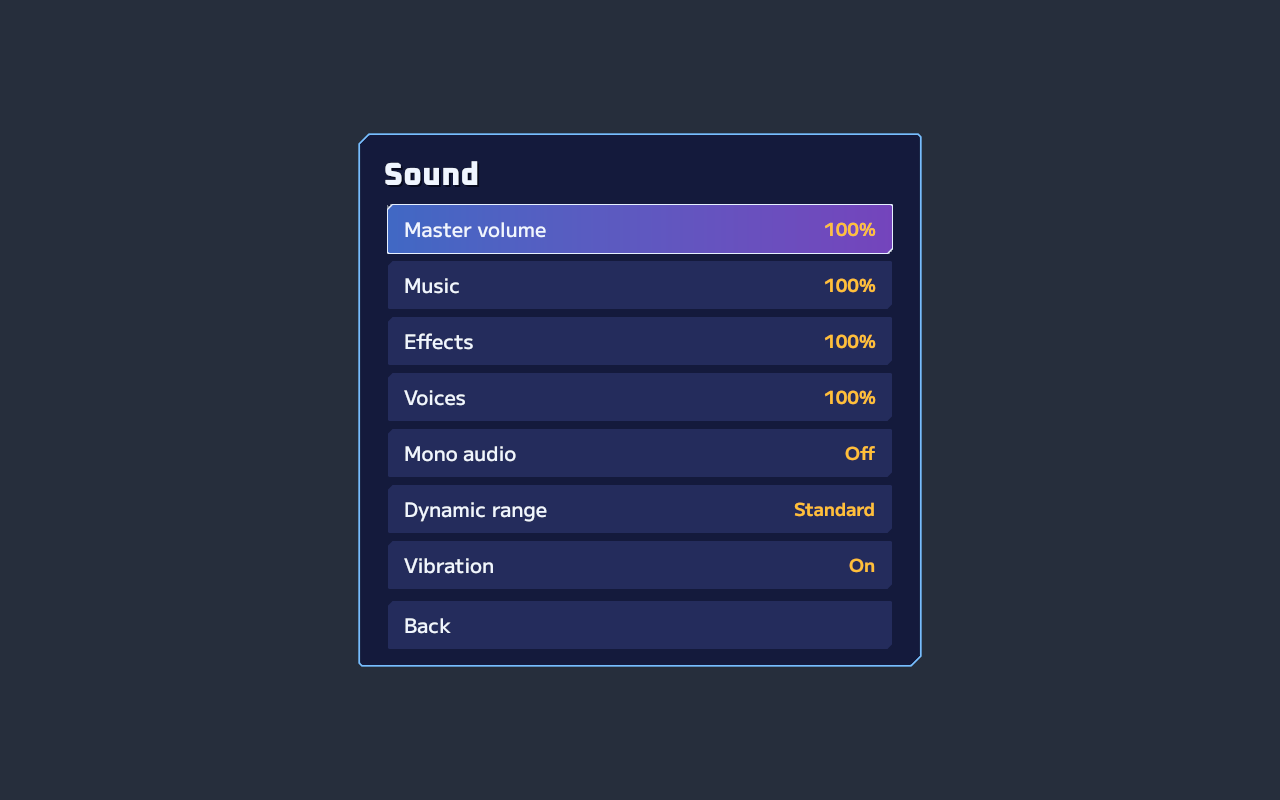 Sound
Master volume 100%
Music 100%
Effects 100%
Voices 100%
Mono audio Off
Dynamic range Standard
Vibration On
Back